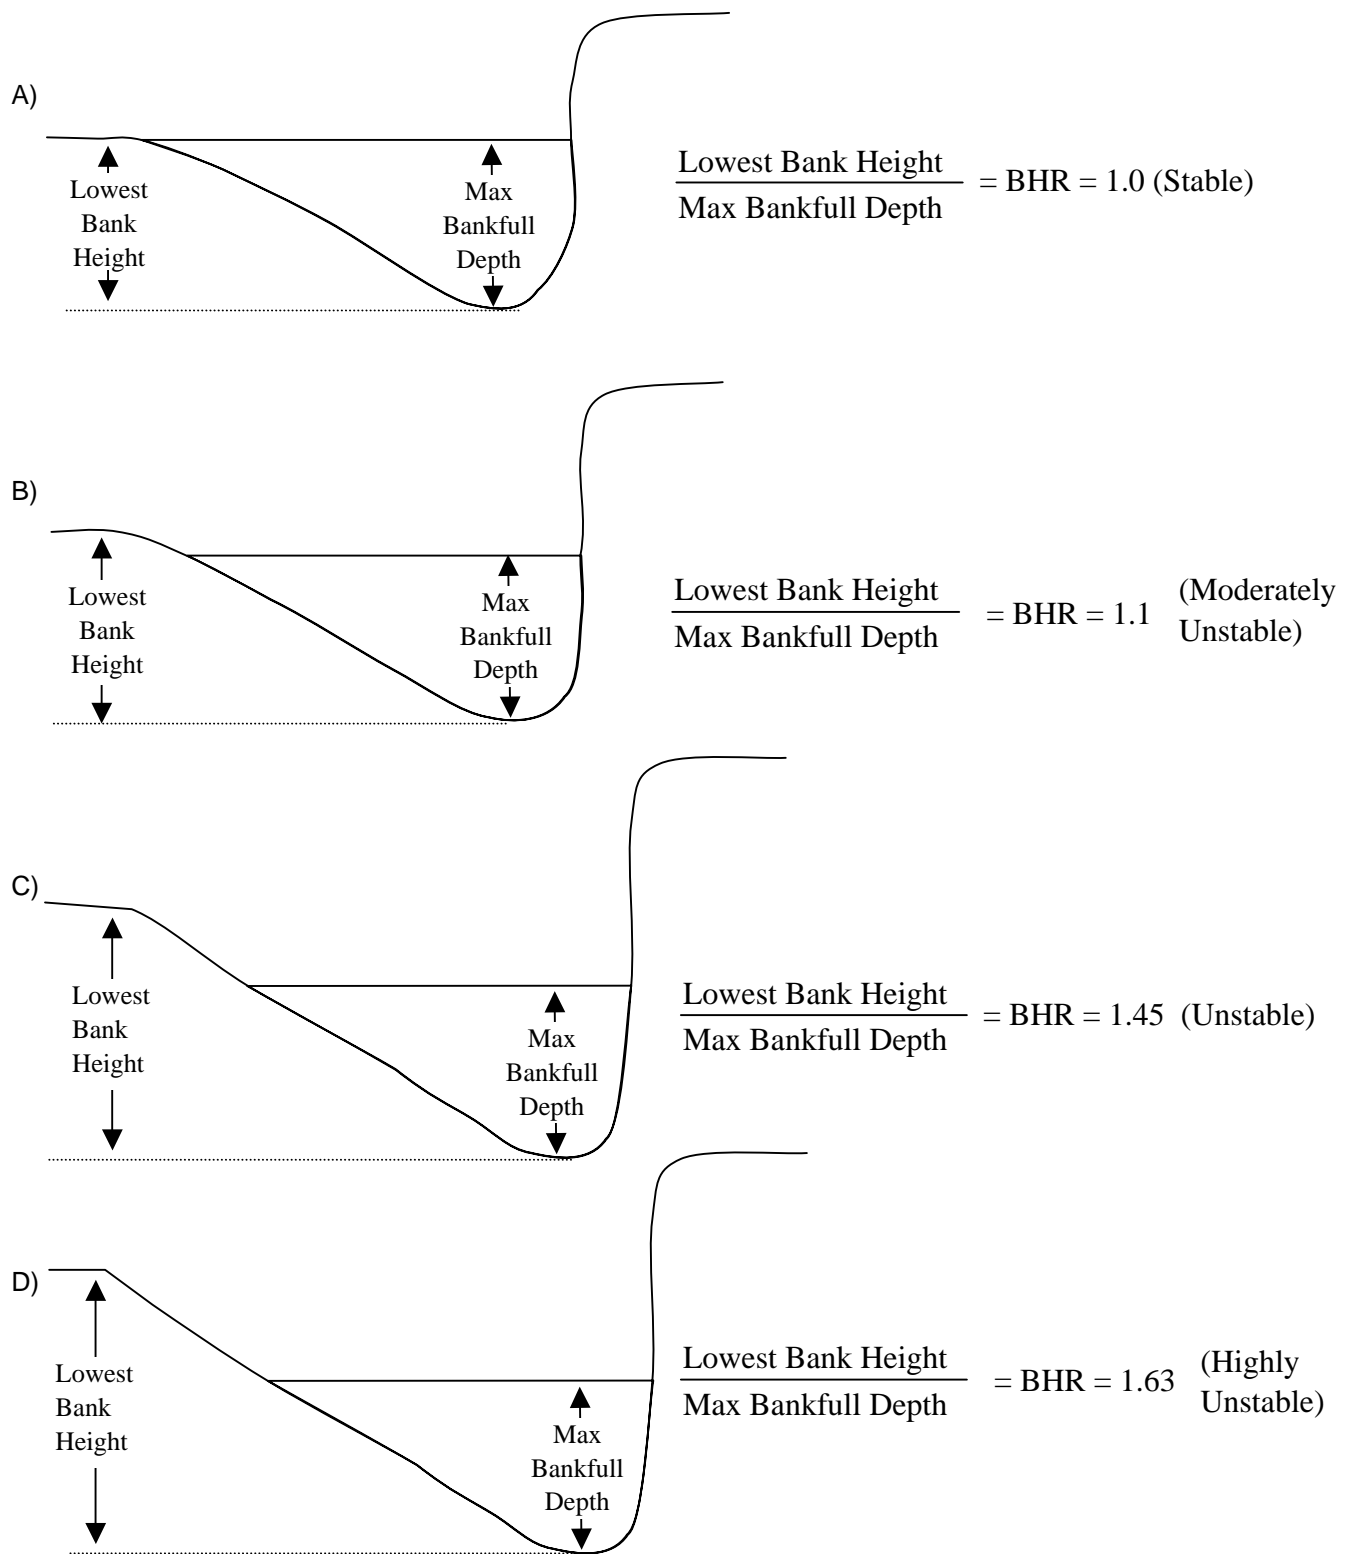 A)
Lowest
Bank
Height
Max
Bankfull
Depth
Lowest Bank Height
Max Bankfull Depth
= BHR = 1.0 (Stable)
B)
Lowest
Bank
Height
Max
Bankfull
Depth
Lowest Bank Height
Max Bankfull Depth
= BHR = 1.1
(Moderately
Unstable)
C)
Lowest
Bank
Height
Max
Bankfull
Depth
Lowest Bank Height
Max Bankfull Depth
= BHR = 1.45 (Unstable)
D)
Lowest
Bank
Height
Max
Bankfull
Depth
Lowest Bank Height
Max Bankfull Depth
= BHR = 1.63
(Highly
Unstable)